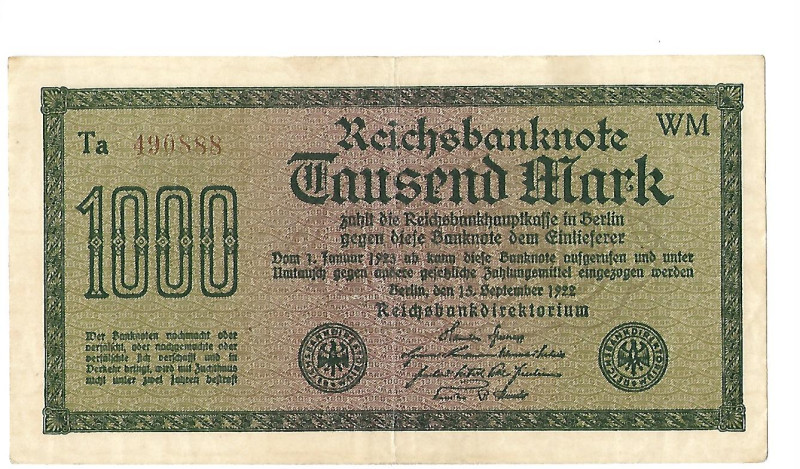 Ta 490888
WM
Reichsbanknote
Tausend Mark
1000
zahlt die Reichsbankhauptkasse in Berlin
gegen diese Banknote dem Einlieferer
Vom 1. Januar 1923 ab kann diese Banknote aufgerufen und unter
Umtausch gegen andere gesetzliche Zahlungsmittel eingezogen werden
Berlin, den 15. September 1922
Reichsbankdirektorium
Wer Banknoten nachmacht oder
verfälscht, oder nachgemachte oder
verfälschte sich verschafft und in
Verkehr bringt, wird mit Zuchthaus
nicht unter zwei Jahren bestraft
REICHSBANKDIREKTORIUM
REICHSBANKDIREKTORIUM